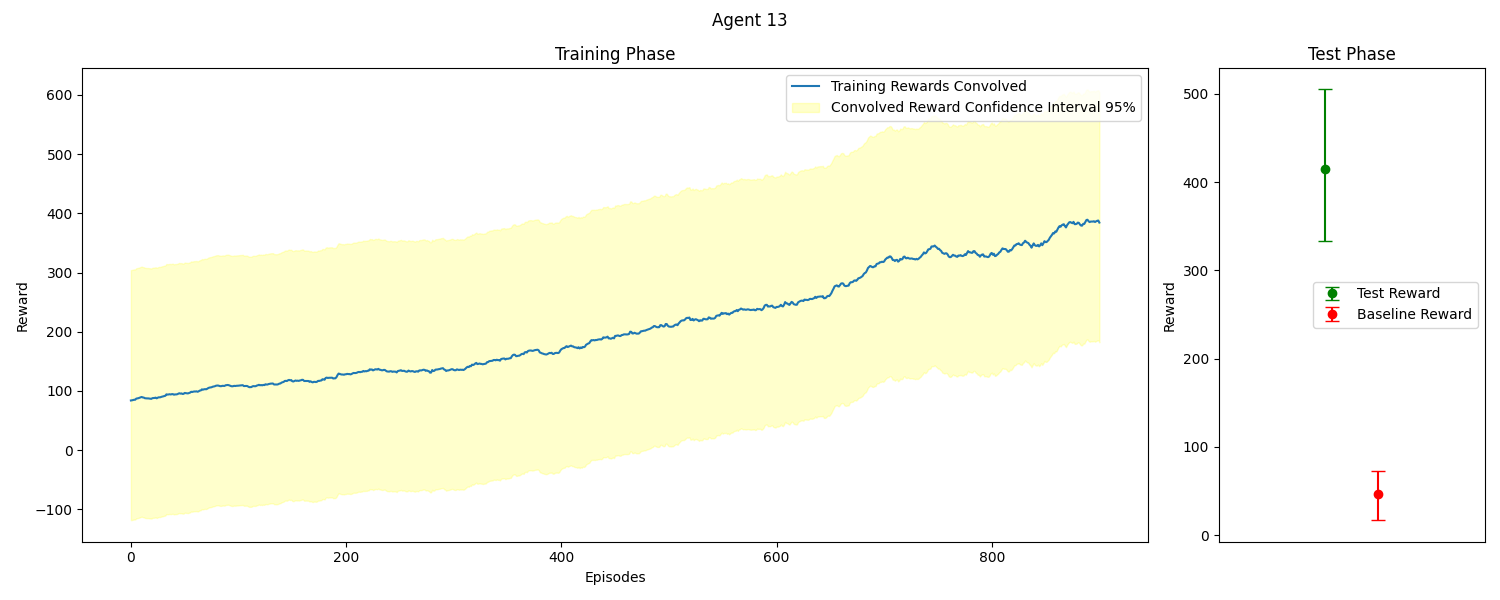 Agent 13
Training Phase
Reward
600
500
400
300
200
100
0
−100
Training Rewards Convolved
Convolved Reward Confidence Interval 95%
0
200
400
600
800
Episodes
Test Phase
Reward
500
400
300
200
100
0
Test Reward
Baseline Reward